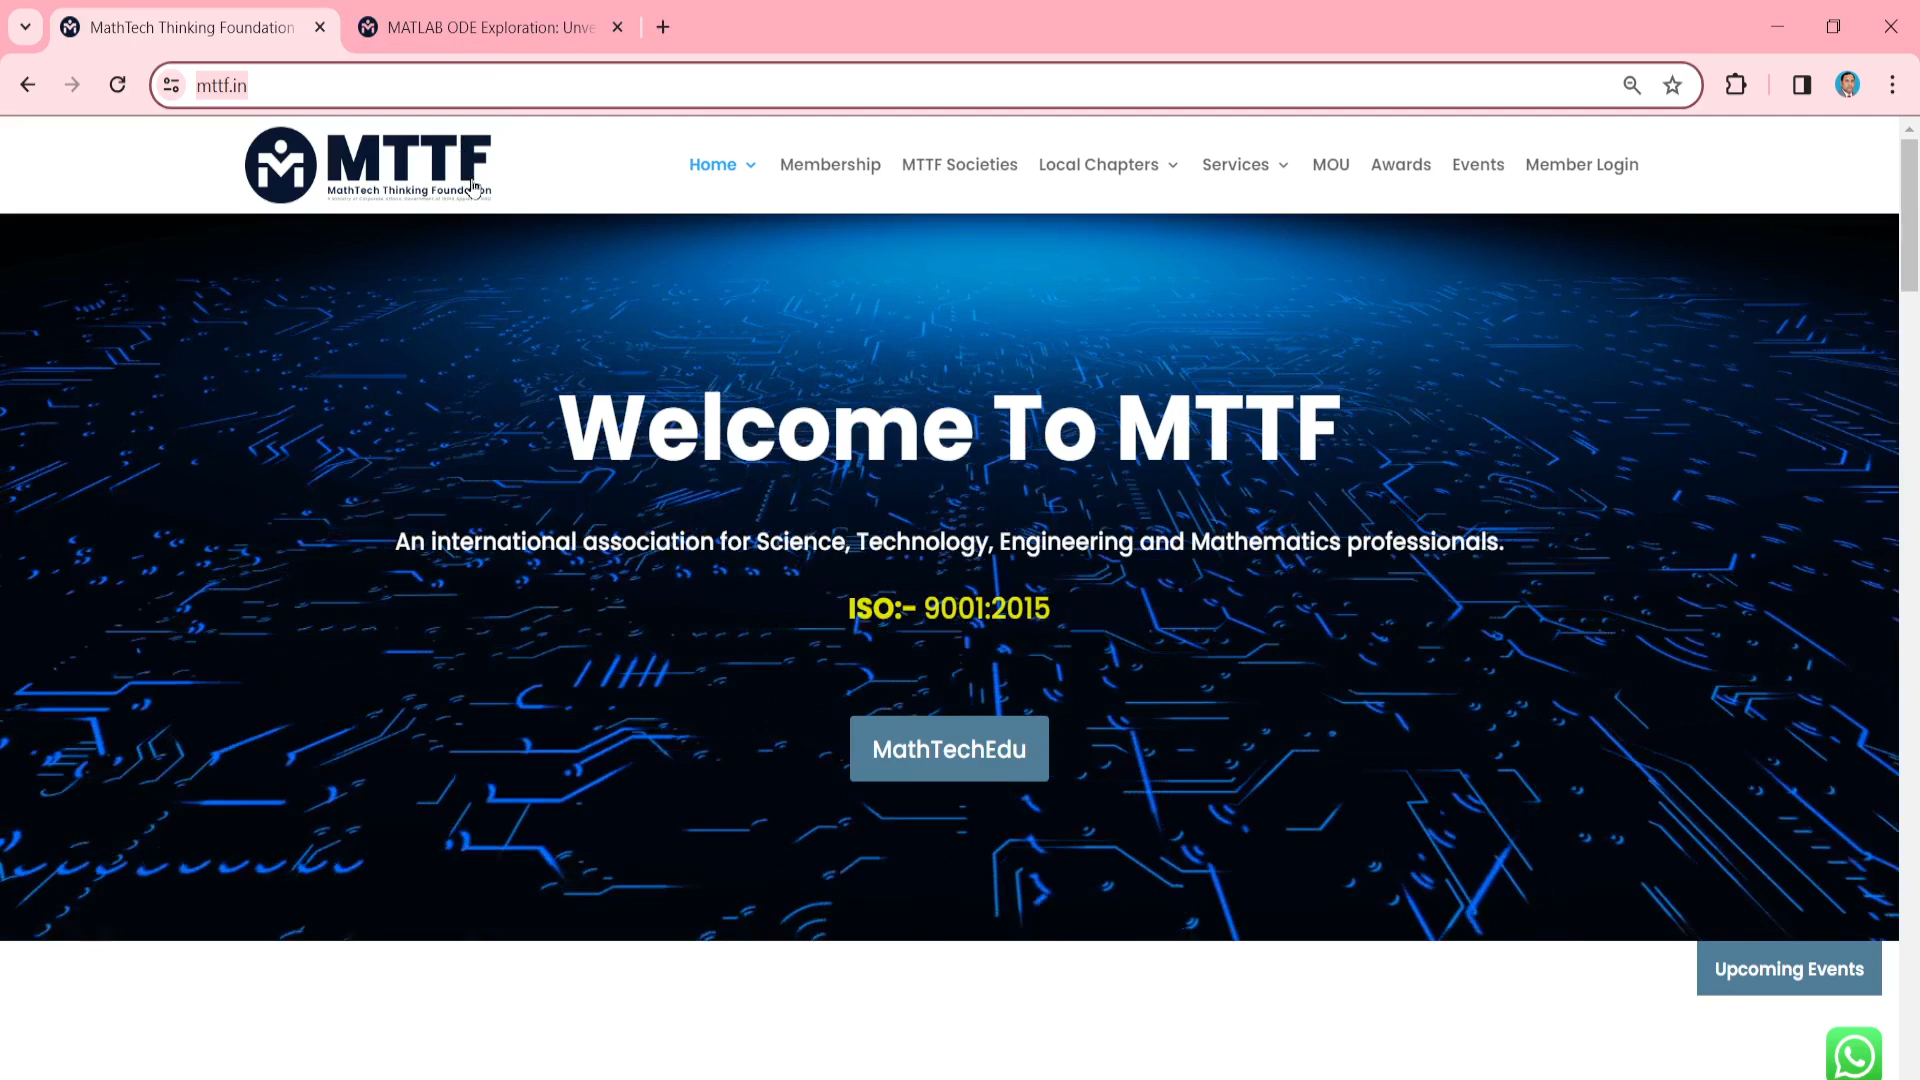 MathTech Thinking Foundation
MATLAB ODE Exploration: Unve
mttf.in
MTTF
MathTech Thinking Foundation
Home
Membership
MTTF Societies
Local Chapters
Services
MOU
Awards
Events
Member Login
Welcome To MTTF
An international association for Science, Technology, Engineering and Mathematics professionals.
ISO:- 9001:2015
MathTechEdu
Upcoming Events